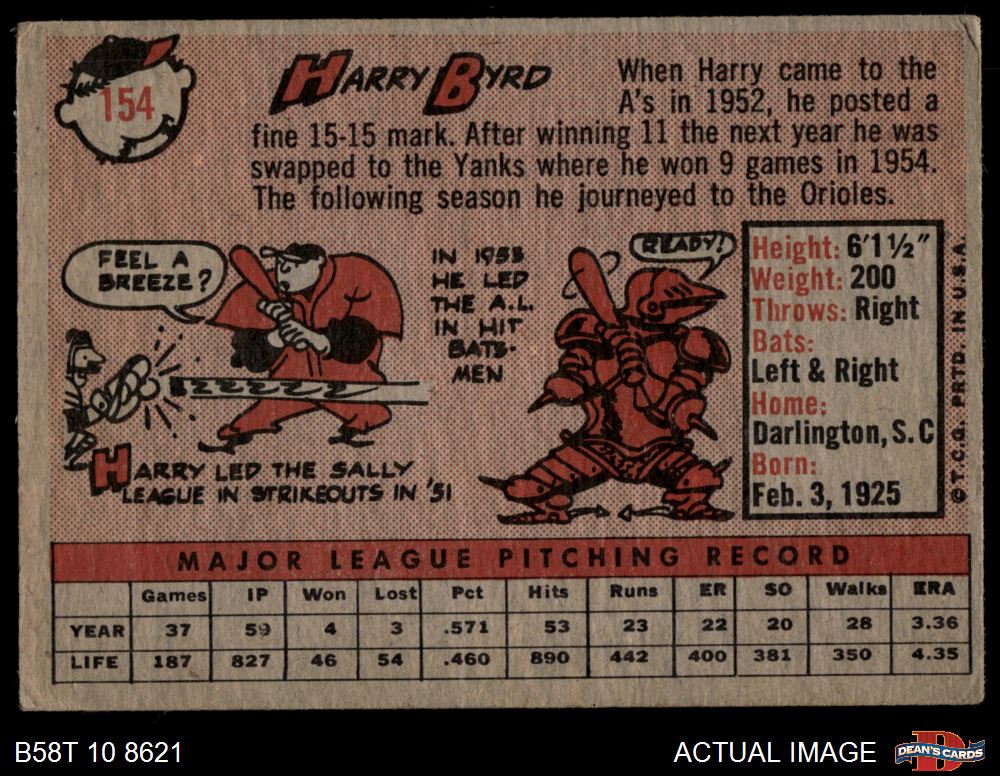 154
HARRY BYRD
When Harry came to the
A's in 1952, he posted a
fine 15-15 mark. After winning 11 the next year he was
swapped to the Yanks where he won 9 games in 1954.
The following season he journeyed to the Orioles.
FEEL A
BREEZE?
HARRY LED THE SALLY
LEAGUE IN STRIKEOUTS IN '51
IN 1953
HE LED
THE A.L.
IN HIT
BATS-
MEN
READY!
Height: 6'1½"
Weight: 200
Throws: Right
Bats:
Left & Right
Home:
Darlington, S. C
Born:
Feb. 3, 1925
©T.C.G. PRTD. IN U.S.A.
MAJOR LEAGUE PITCHING RECORD
Games IP Won Lost Pct Hits Runs ER SO Walks ERA
YEAR 37 59 4 3 .571 53 23 22 20 28 3.36
LIFE 187 827 46 54 .460 890 442 400 381 350 4.35
B58T 10 8621
ACTUAL IMAGE
D
DEAN'S CARDS